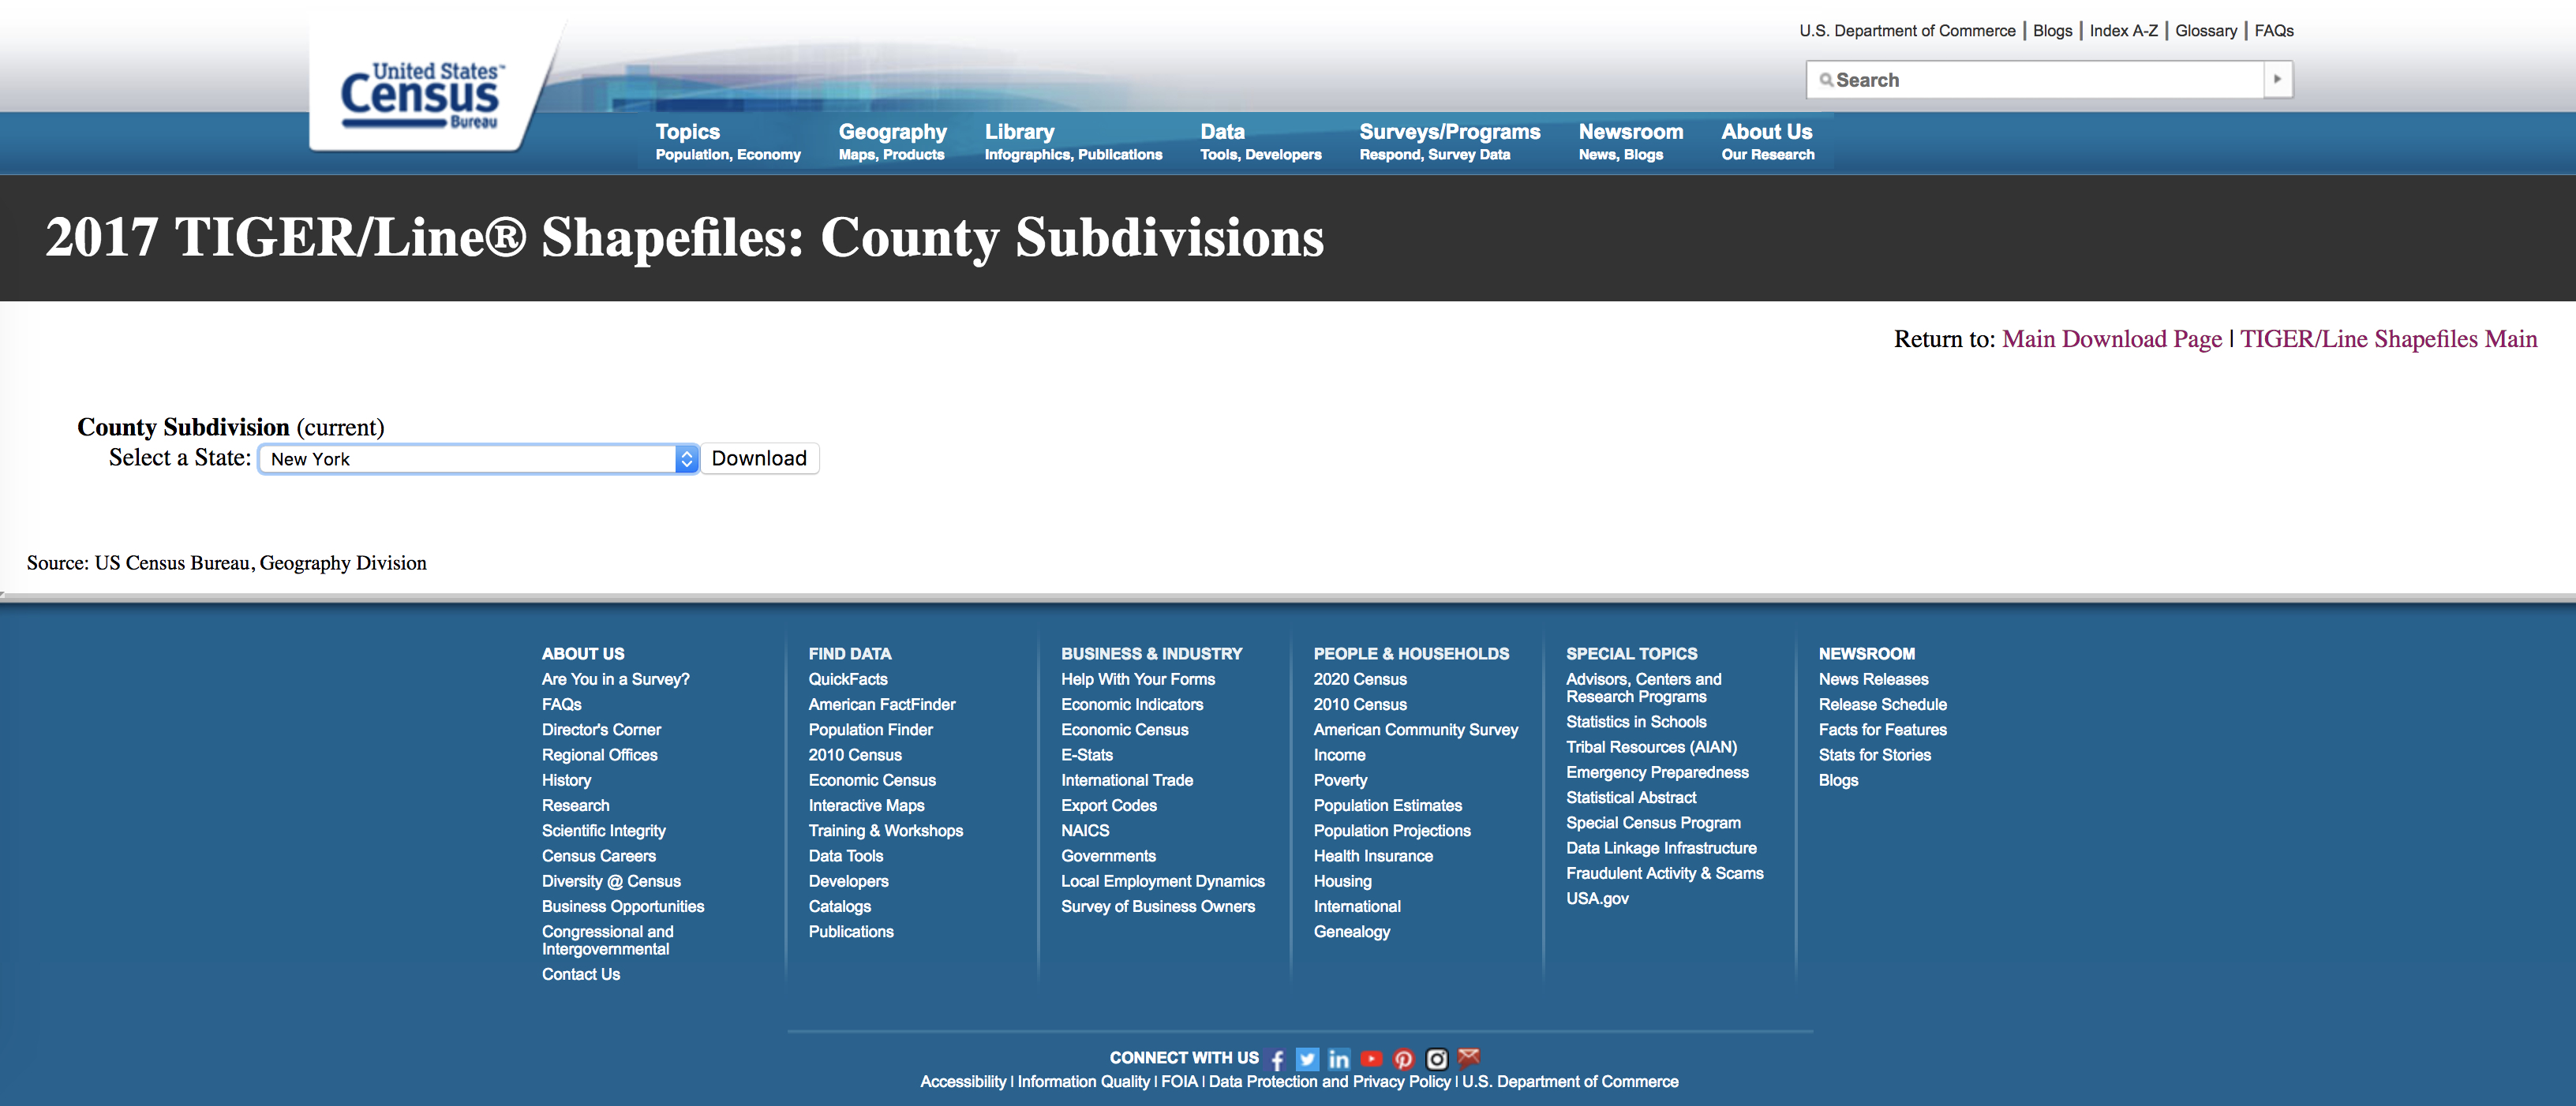 U.S. Department of Commerce | Blogs | Index A-Z | Glossary | FAQs
United States™
Census
Bureau
Search
Topics
Population, Economy
Geography
Maps, Products
Library
Infographics, Publications
Data
Tools, Developers
Surveys/Programs
Respond, Survey Data
Newsroom
News, Blogs
About Us
Our Research
2017 TIGER/Line® Shapefiles: County Subdivisions
Return to: Main Download Page | TIGER/Line Shapefiles Main
County Subdivision (current)
Select a State: New York Download
Source: US Census Bureau, Geography Division
ABOUT US
Are You in a Survey?
FAQs
Director's Corner
Regional Offices
History
Research
Scientific Integrity
Census Careers
Diversity @ Census
Business Opportunities
Congressional and
Intergovernmental
Contact Us
FIND DATA
QuickFacts
American FactFinder
Population Finder
2010 Census
Economic Census
Interactive Maps
Training & Workshops
Data Tools
Developers
Catalogs
Publications
BUSINESS & INDUSTRY
Help With Your Forms
Economic Indicators
Economic Census
E-Stats
International Trade
Export Codes
NAICS
Governments
Local Employment Dynamics
Survey of Business Owners
PEOPLE & HOUSEHOLDS
2020 Census
2010 Census
American Community Survey
Income
Poverty
Population Estimates
Population Projections
Health Insurance
Housing
International
Genealogy
SPECIAL TOPICS
Advisors, Centers and
Research Programs
Statistics in Schools
Tribal Resources (AIAN)
Emergency Preparedness
Statistical Abstract
Special Census Program
Data Linkage Infrastructure
Fraudulent Activity & Scams
USA.gov
NEWSROOM
News Releases
Release Schedule
Facts for Features
Stats for Stories
Blogs
CONNECT WITH US
Accessibility | Information Quality | FOIA | Data Protection and Privacy Policy | U.S. Department of Commerce